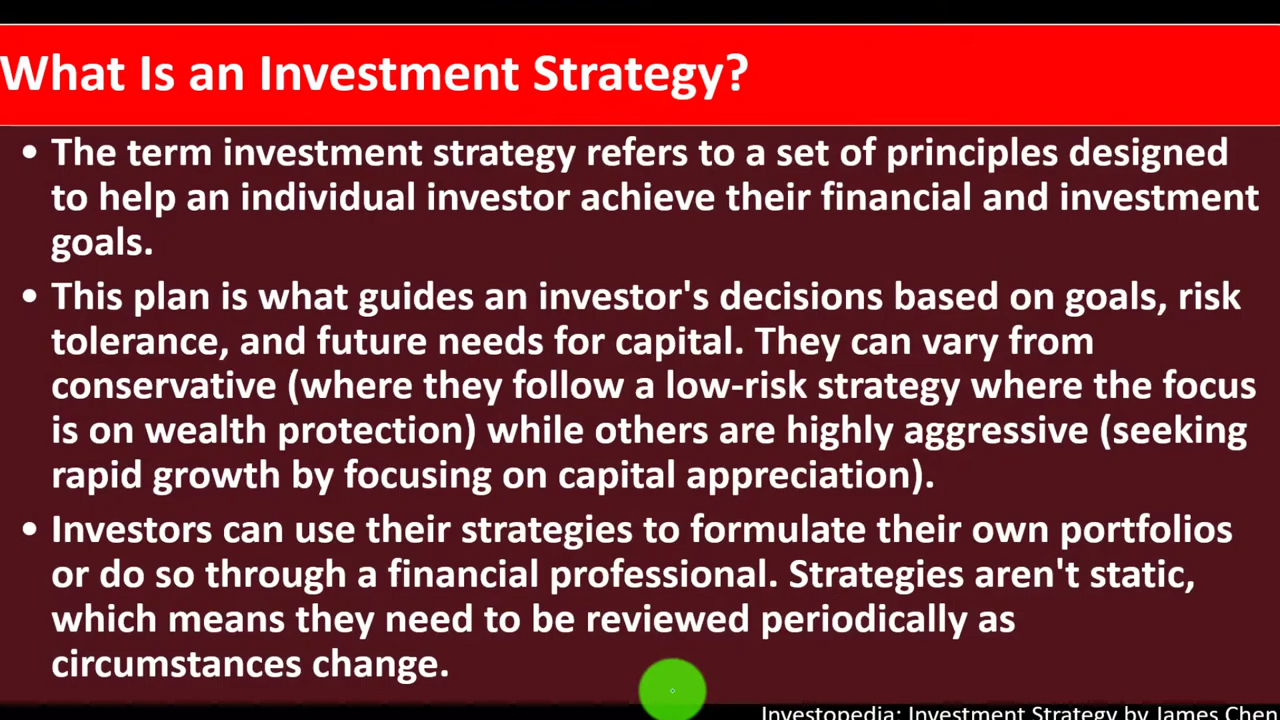 What Is an Investment Strategy?
• The term investment strategy refers to a set of principles designed
to help an individual investor achieve their financial and investment
goals.
• This plan is what guides an investor's decisions based on goals, risk
tolerance, and future needs for capital. They can vary from
conservative (where they follow a low-risk strategy where the focus
is on wealth protection) while others are highly aggressive (seeking
rapid growth by focusing on capital appreciation).
• Investors can use their strategies to formulate their own portfolios
or do so through a financial professional. Strategies aren't static,
which means they need to be reviewed periodically as
circumstances change.
Investopedia: Investment Strategy by James Chen